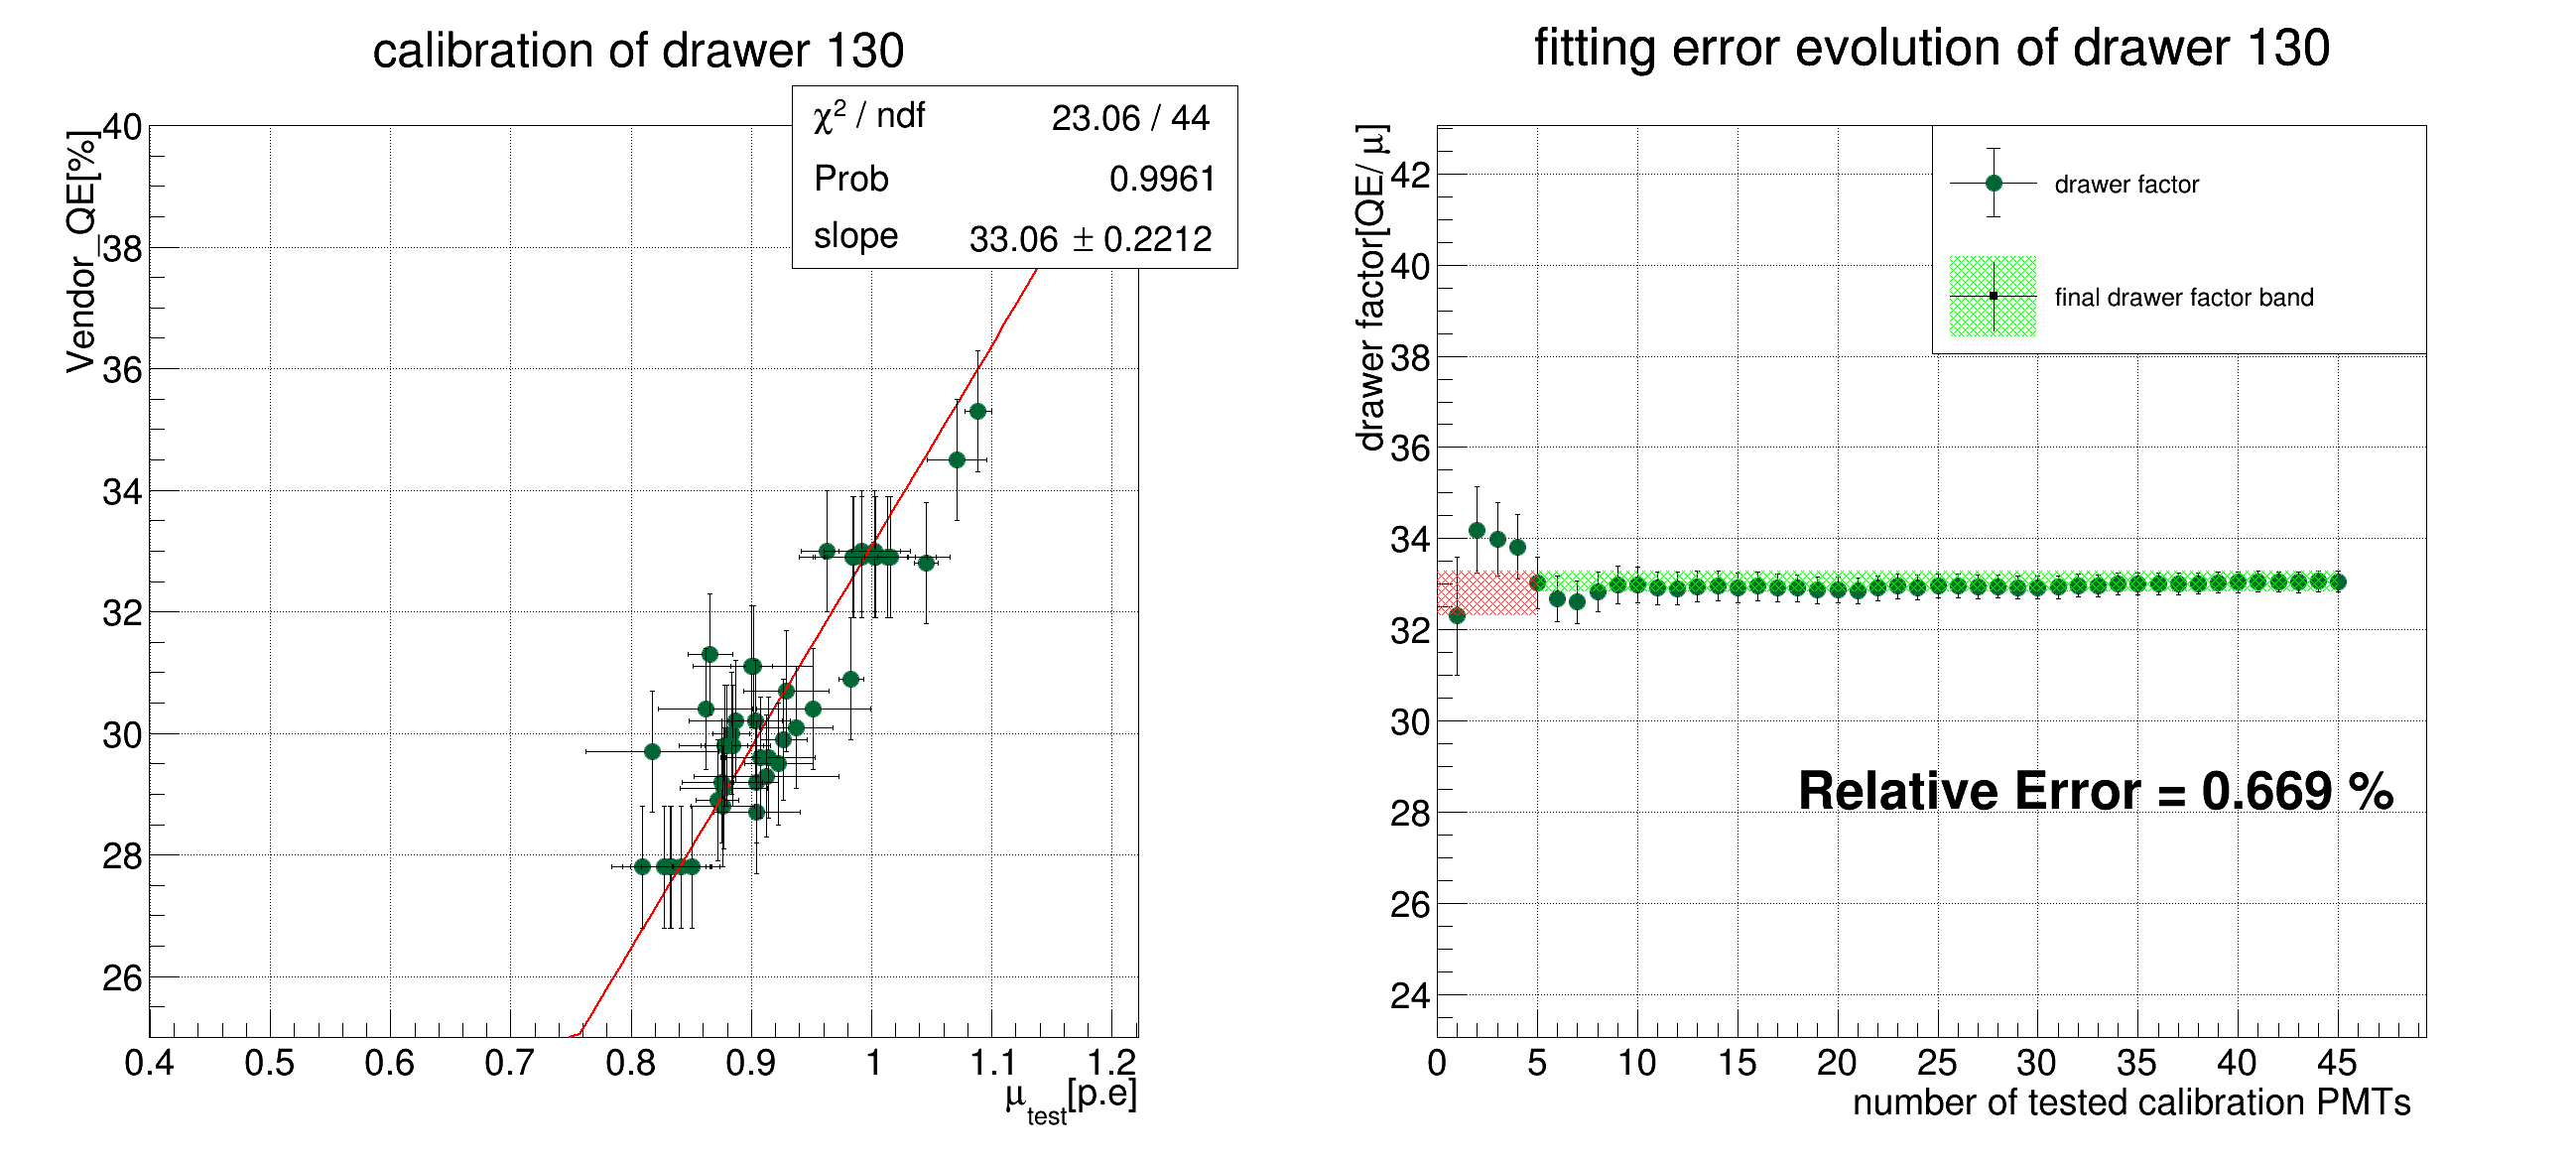 calibration of drawer 130
χ² / ndf 23.06 / 44
Prob 0.9961
slope 33.06 ± 0.2212
Vendor_QE[%]
40
38
36
34
32
30
28
26
0.4 0.5 0.6 0.7 0.8 0.9 1 1.1 1.2
μtest[p.e]
fitting error evolution of drawer 130
drawer factor[QE/ μ]
drawer factor
final drawer factor band
42
40
38
36
34
32
30
28
26
24
Relative Error = 0.669 %
0 5 10 15 20 25 30 35 40 45
number of tested calibration PMTs